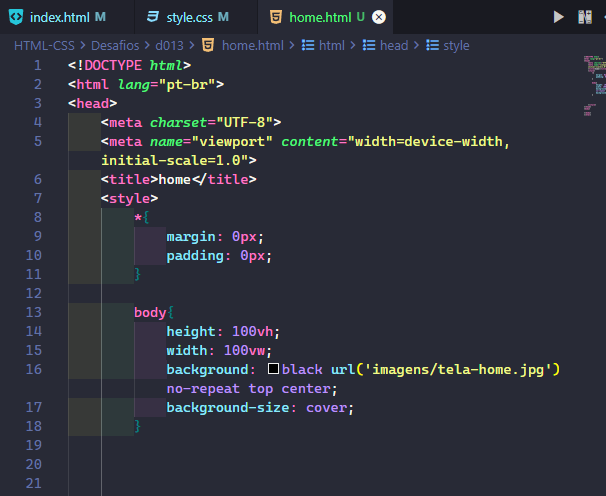 index.html M
style.css M
home.html U
HTML-CSS > Desafios > d013 > home.html > html > head > style
1 <!DOCTYPE html>
2 <html lang="pt-br">
3 <head>
4 <meta charset="UTF-8">
5 <meta name="viewport" content="width=device-width,
initial-scale=1.0">
6 <title>home</title>
7 <style>
8 *{
9 margin: 0px;
10 padding: 0px;
11 }
12
13 body{
14 height: 100vh;
15 width: 100vw;
16 background: black url('imagens/tela-home.jpg')
no-repeat top center;
17 background-size: cover;
18 }
19
20
21